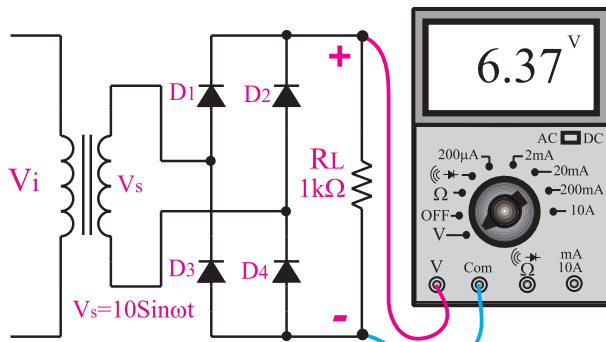 Vi
Vs
D1
D2
D3
D4
Vs=10Sinωt
+
RL
1kΩ
-
6.37 V
AC DC
200μA
2mA
20mA
200mA
10A
Ω
OFF
V
V
Com
Ω
mA
10A